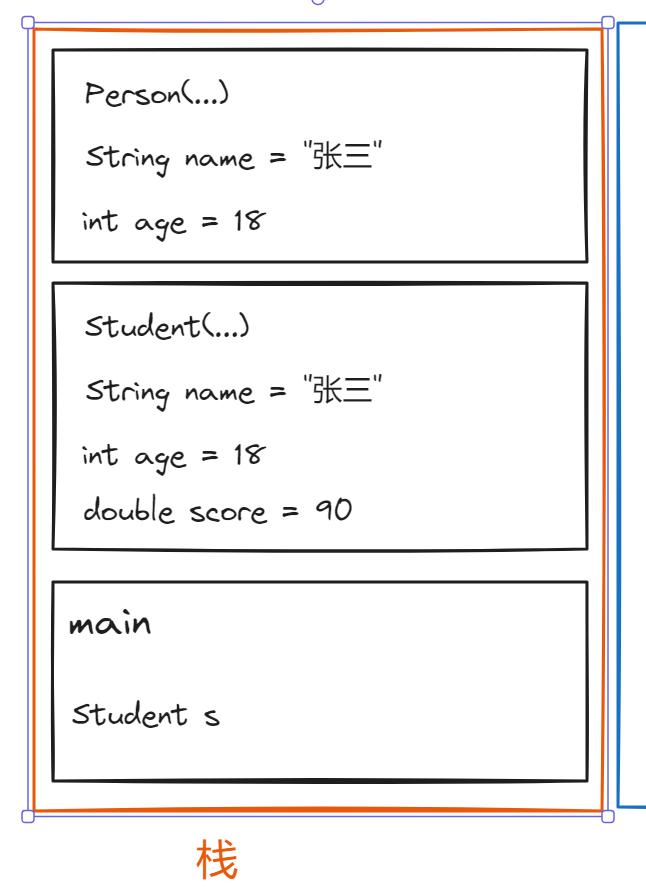 Person(...)
String name = "张三"
int age = 18
Student(...)
String name = "张三"
int age = 18
double score = 90
main
Student s
栈